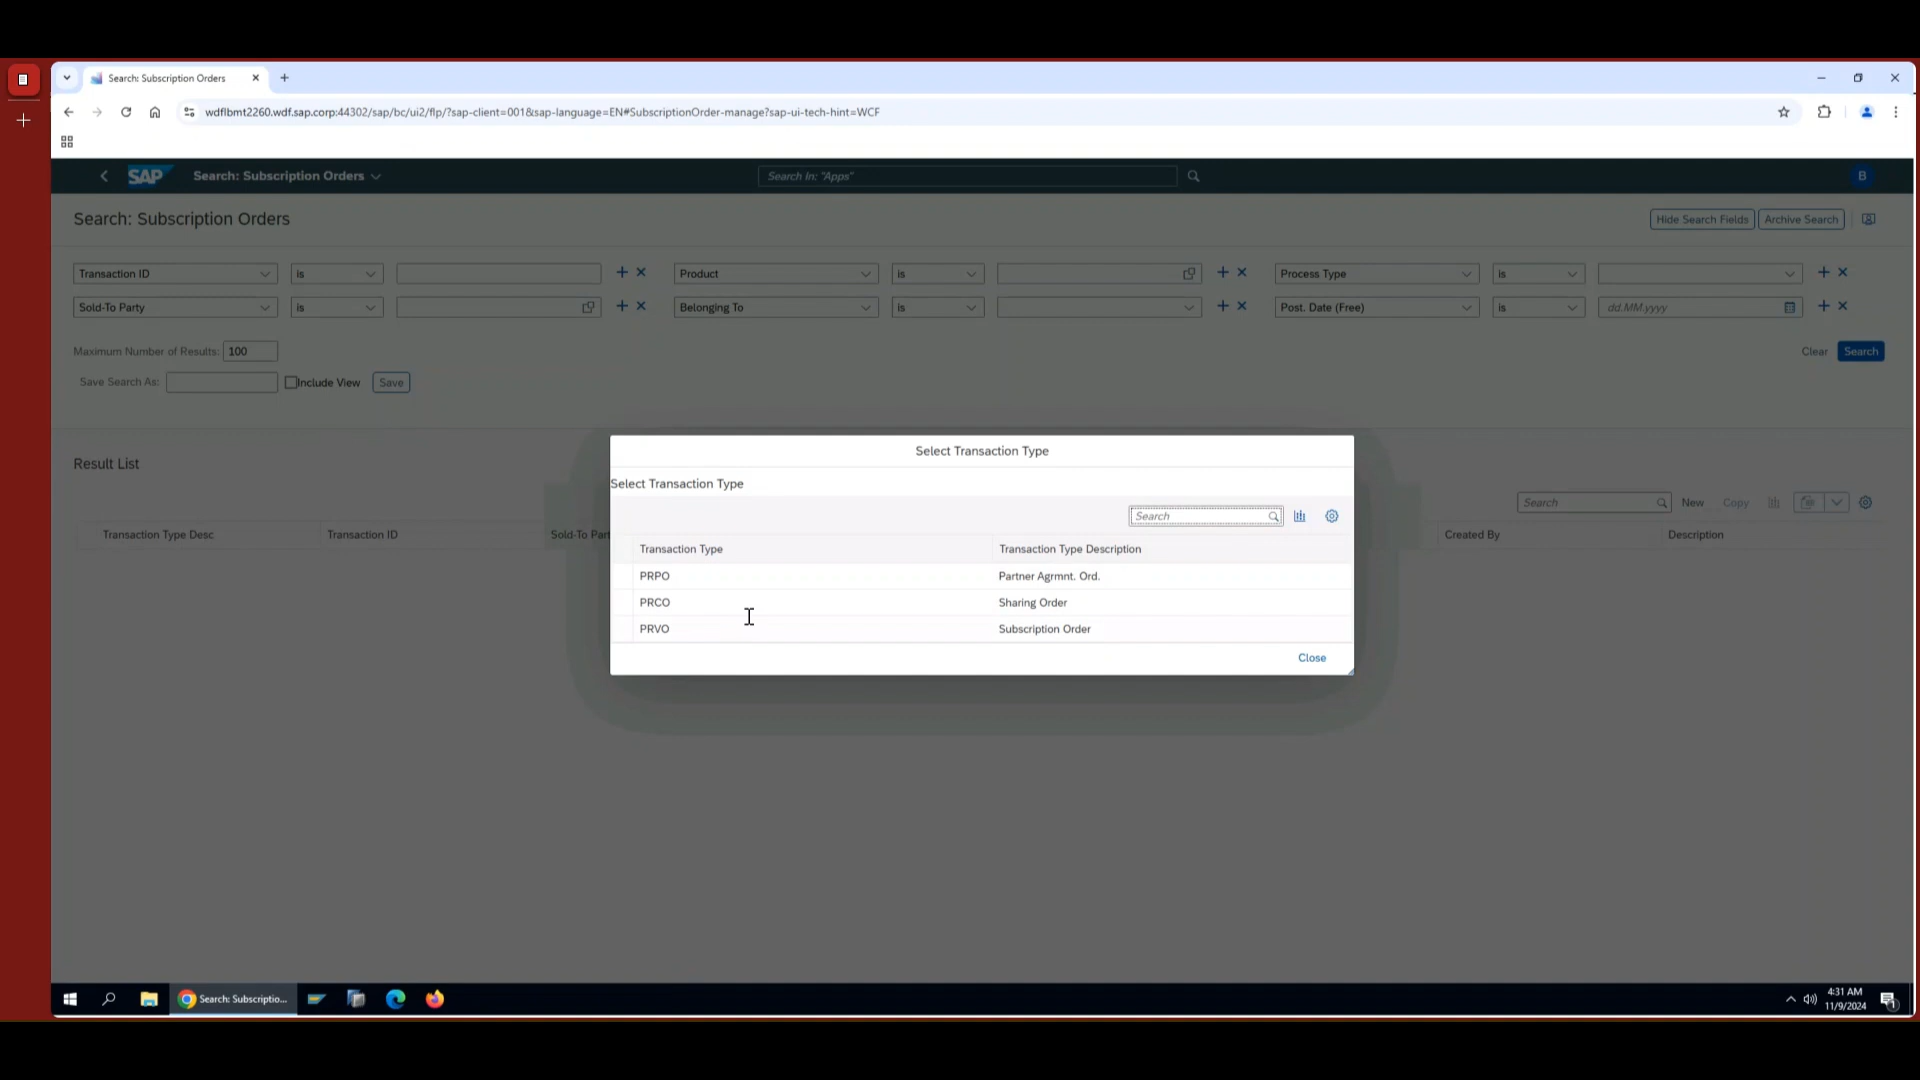 Search: Subscription Orders
wdflbmt2260.wdf.sap.corp:44302/sap/bc/ui2/flp/?sap-client=001&sap-language=EN#SubscriptionOrder-manage?sap-ui-tech-hint=WCF
SAP Search: Subscription Orders Search In: "Apps" B
Search: Subscription Orders Hide Search Fields Archive Search
Transaction ID is Product is Process Type is
Sold-To Party is Belonging To is Post. Date (Free) is dd.MM.yyyy
Maximum Number of Results: 100 Clear Search
Save Search As: Include View Save
Result List
Search New Copy
Transaction Type Desc Transaction ID Sold-To Part Created By Description
Select Transaction Type
Select Transaction Type
Search
Transaction Type Transaction Type Description
PRPO Partner Agrmnt. Ord.
PRCO Sharing Order
PRVO Subscription Order
Close
Search: Subscriptio... 4:31 AM
11/9/2024 1